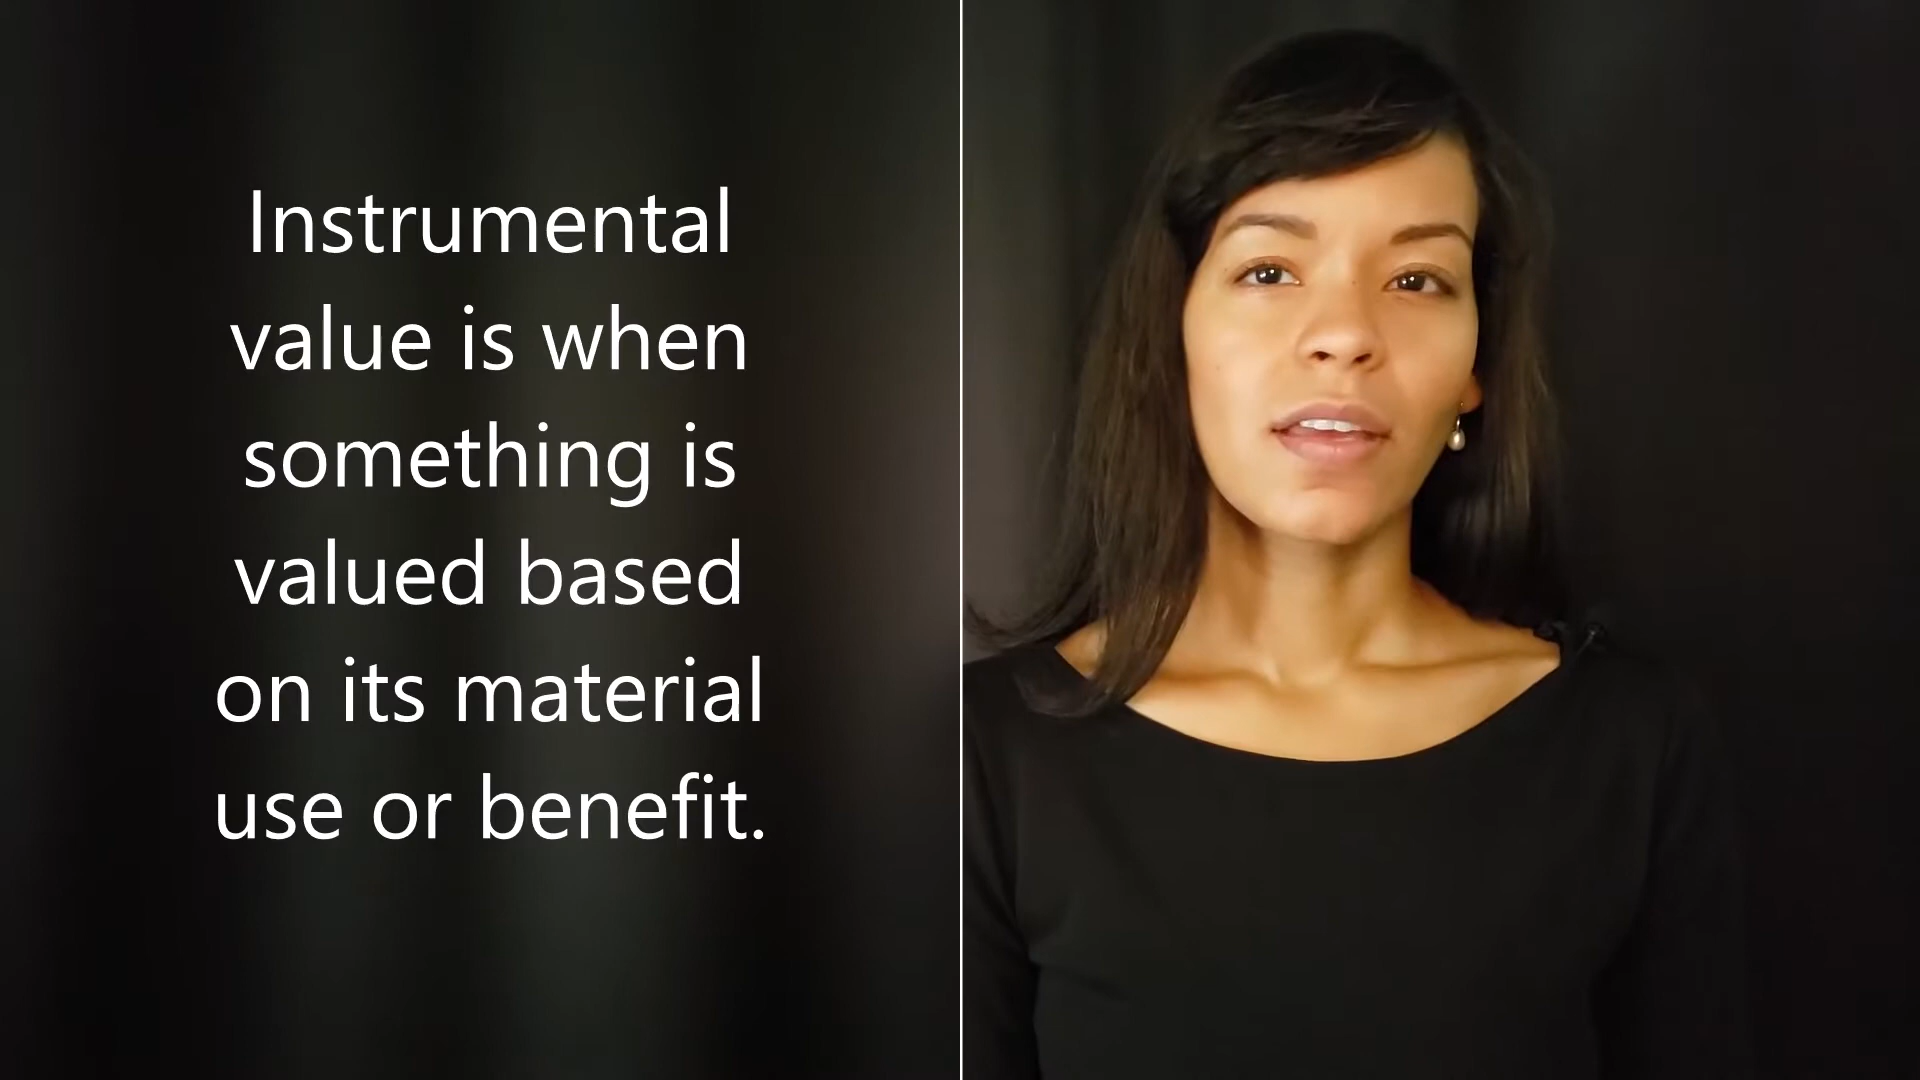 Instrumental
value is when
something is
valued based
on its material
use or benefit.